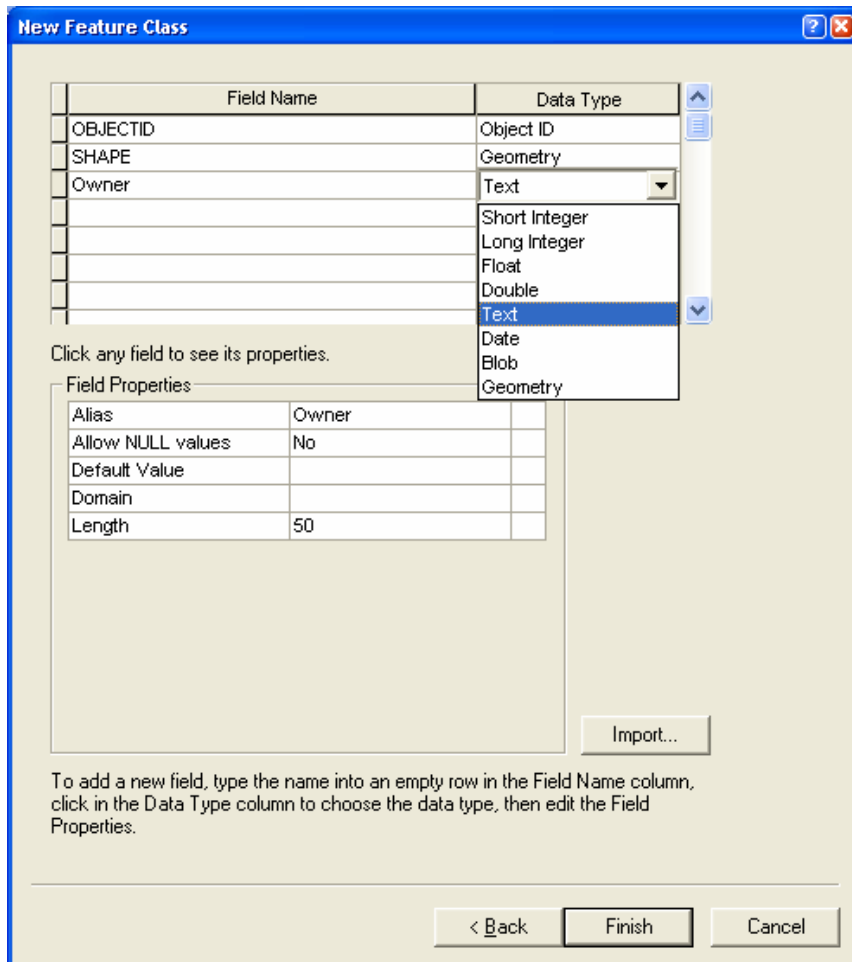 New Feature Class
Field Name Data Type
OBJECTID Object ID
SHAPE Geometry
Owner Text
Short Integer
Long Integer
Float
Double
Text
Date
Blob
Geometry
Click any field to see its properties.
Field Properties
Alias Owner
Allow NULL values No
Default Value
Domain
Length 50
Import...
To add a new field, type the name into an empty row in the Field Name column,
click in the Data Type column to choose the data type, then edit the Field
Properties.
< Back Finish Cancel